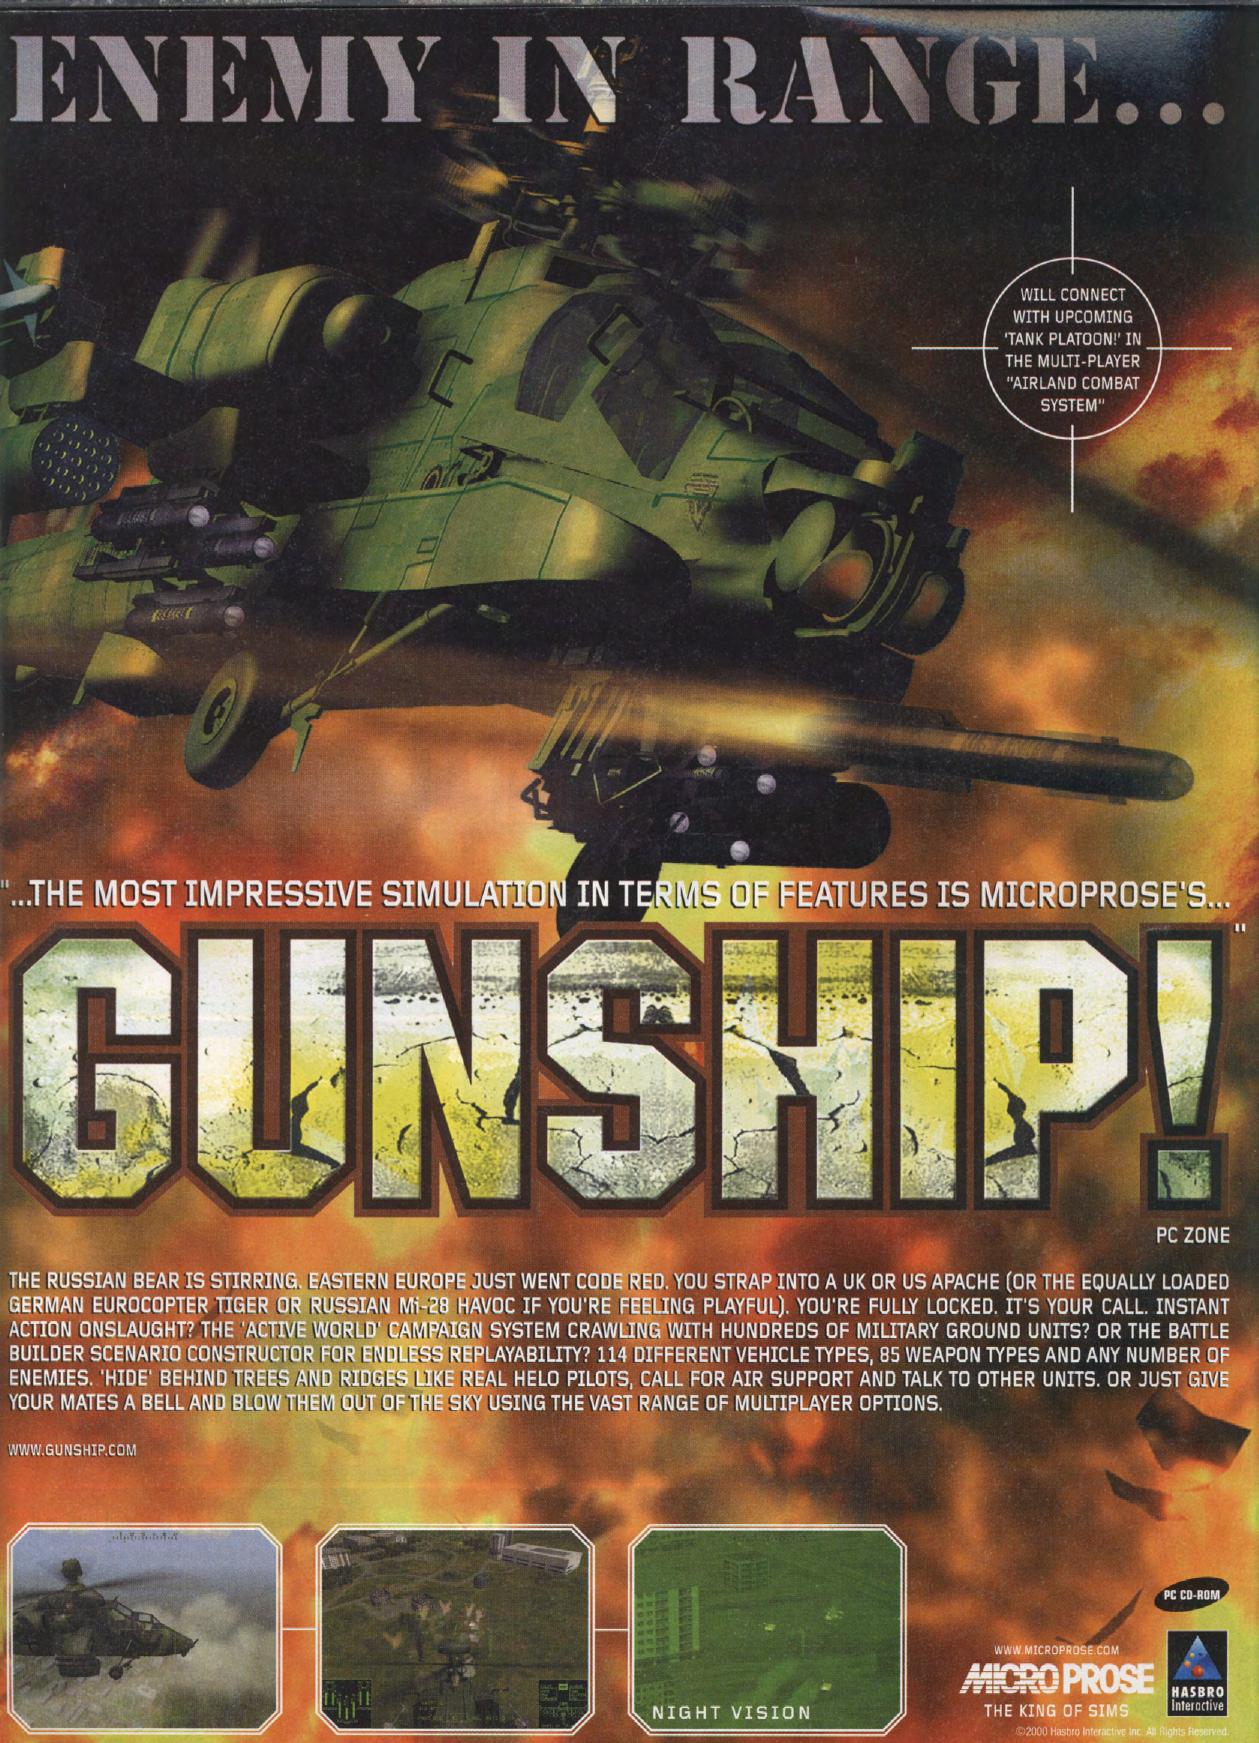 ENEMY IN RANGE...
WILL CONNECT
WITH UPCOMING
'TANK PLATOON!' IN
THE MULTI-PLAYER
"AIRLAND COMBAT
SYSTEM"
"...THE MOST IMPRESSIVE SIMULATION IN TERMS OF FEATURES IS MICROPROSE'S...
GUNSHIP!"
PC ZONE
THE RUSSIAN BEAR IS STIRRING. EASTERN EUROPE JUST WENT CODE RED. YOU STRAP INTO A UK OR US APACHE (OR THE EQUALLY LOADED
GERMAN EUROCOPTER TIGER OR RUSSIAN Mi-28 HAVOC IF YOU'RE FEELING PLAYFUL). YOU'RE FULLY LOCKED. IT'S YOUR CALL. INSTANT
ACTION ONSLAUGHT? THE 'ACTIVE WORLD' CAMPAIGN SYSTEM CRAWLING WITH HUNDREDS OF MILITARY GROUND UNITS? OR THE BATTLE
BUILDER SCENARIO CONSTRUCTOR FOR ENDLESS REPLAYABILITY? 114 DIFFERENT VEHICLE TYPES, 85 WEAPON TYPES AND ANY NUMBER OF
ENEMIES. 'HIDE' BEHIND TREES AND RIDGES LIKE REAL HELO PILOTS, CALL FOR AIR SUPPORT AND TALK TO OTHER UNITS. OR JUST GIVE
YOUR MATES A BELL AND BLOW THEM OUT OF THE SKY USING THE VAST RANGE OF MULTIPLAYER OPTIONS.
WWW.GUNSHIP.COM
NIGHT VISION
PC CD-ROM
WWW.MICROPROSE.COM
MICROPROSE
THE KING OF SIMS
HASBRO
Interactive
©2000 Hasbro Interactive Inc. All Rights Reserved.